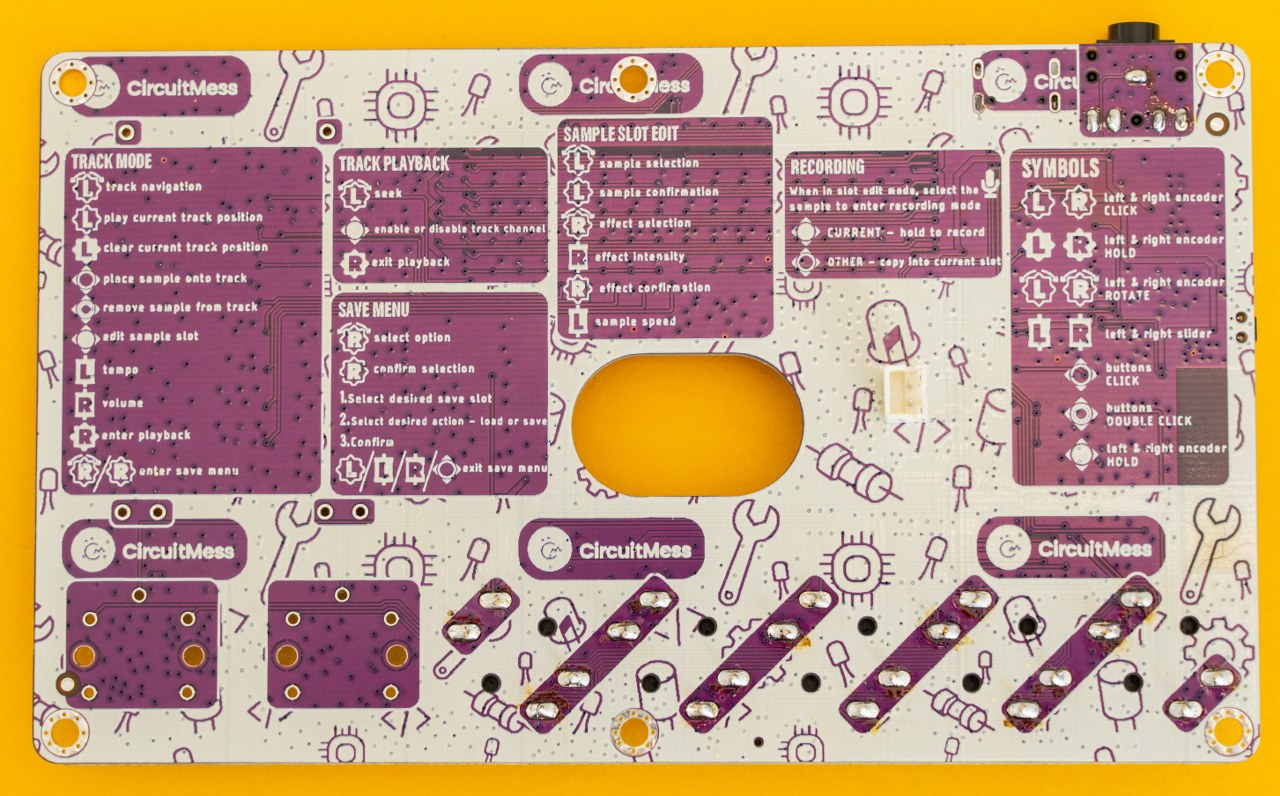 CircuitMess
CircuitMess
TRACK MODE
L track navigation
L play current track position
L clear current track position
place sample onto track
remove sample from track
edit sample slot
L tempo
R volume
R enter playback
R/R enter save menu
TRACK PLAYBACK
L seek
enable or disable track channel
R exit playback
SAVE MENU
R select option
R confirm selection
1.Select desired save slot
2.Select desired action - load or save
3.Confirm
L/L/R/ exit save menu
SAMPLE SLOT EDIT
L sample selection
L sample confirmation
R effect selection
R effect intensity
R effect confirmation
L sample speed
RECORDING
When in slot edit mode, select the
sample to enter recording mode
CURRENT - hold to record
OTHER - copy into current slot
SYMBOLS
L R left & right encoder
CLICK
L R left & right encoder
HOLD
L R left & right encoder
ROTATE
L R left & right slider
buttons
CLICK
buttons
DOUBLE CLICK
left & right encoder
HOLD
CircuitMess
CircuitMess
CircuitMess